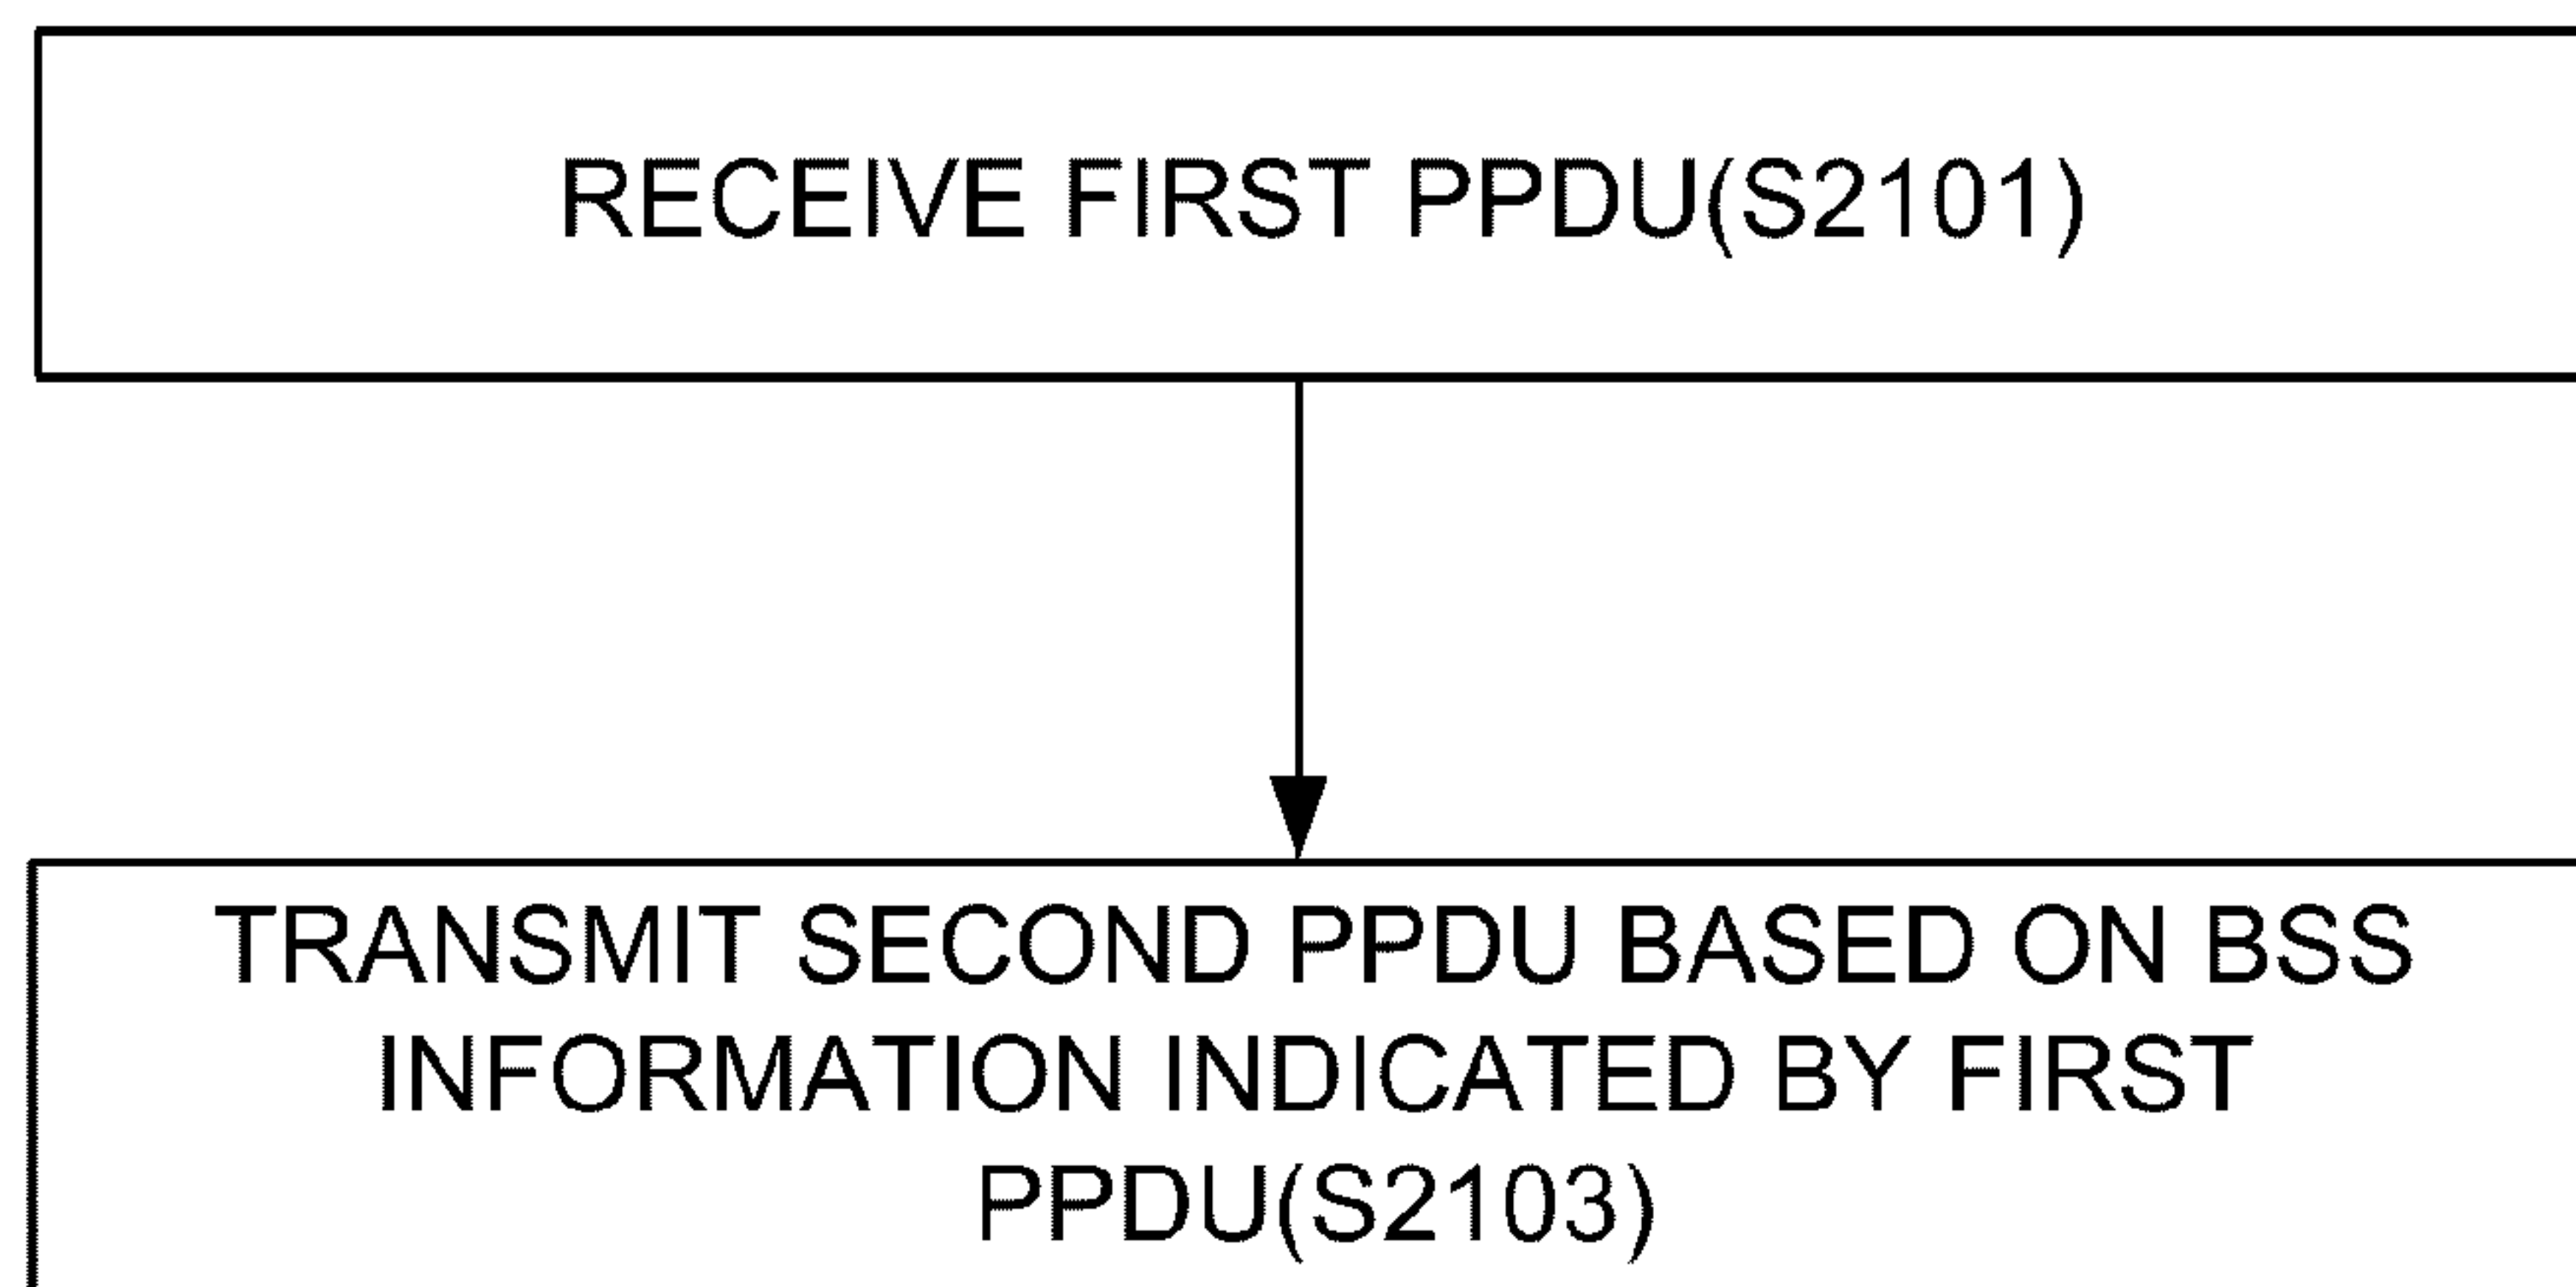 RECEIVE FIRST PPDU(S2101)
TRANSMIT SECOND PPDU BASED ON BSS
INFORMATION INDICATED BY FIRST
PPDU(S2103)